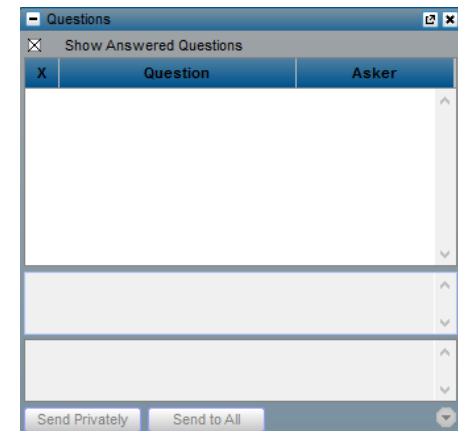 Questions
Show Answered Questions
X Question Asker
Send Privately Send to All